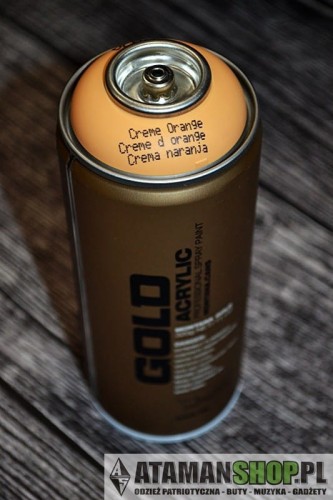 Creme Orange
Creme d orange
Crema naranja
GOLD
ACRYLIC
PROFESSIONAL SPRAY PAINT
ATAMANSHOP.PL
ODZIEŻ PATRIOTYCZNA - BUTY - MUZYKA - GADŻETY